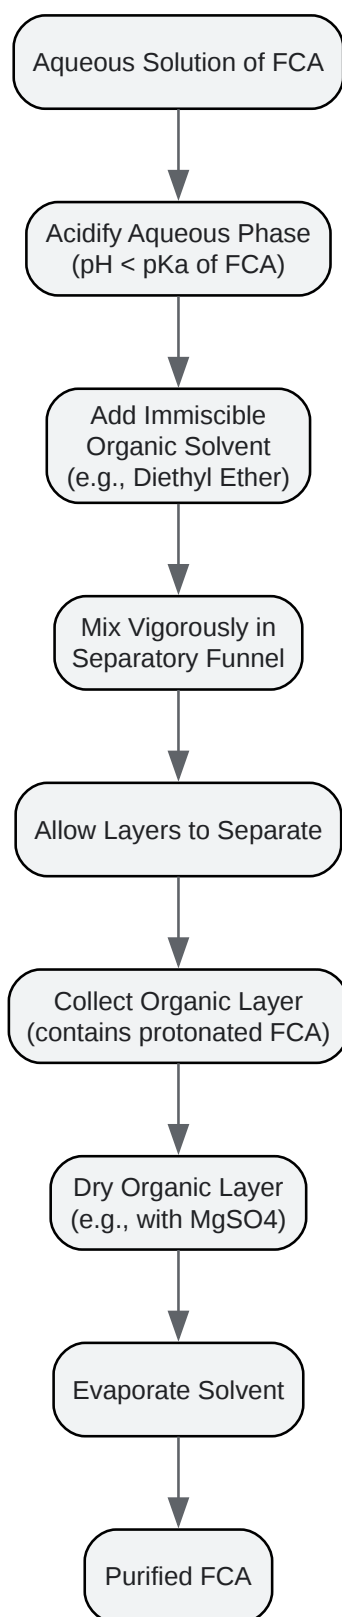 Aqueous Solution of FCA
Acidify Aqueous Phase
(pH < pKa of FCA)
Add Immiscible
Organic Solvent
(e.g., Diethyl Ether)
Mix Vigorously in
Separatory Funnel
Allow Layers to Separate
Collect Organic Layer
(contains protonated FCA)
Dry Organic Layer
(e.g., with MgSO4)
Evaporate Solvent
Purified FCA